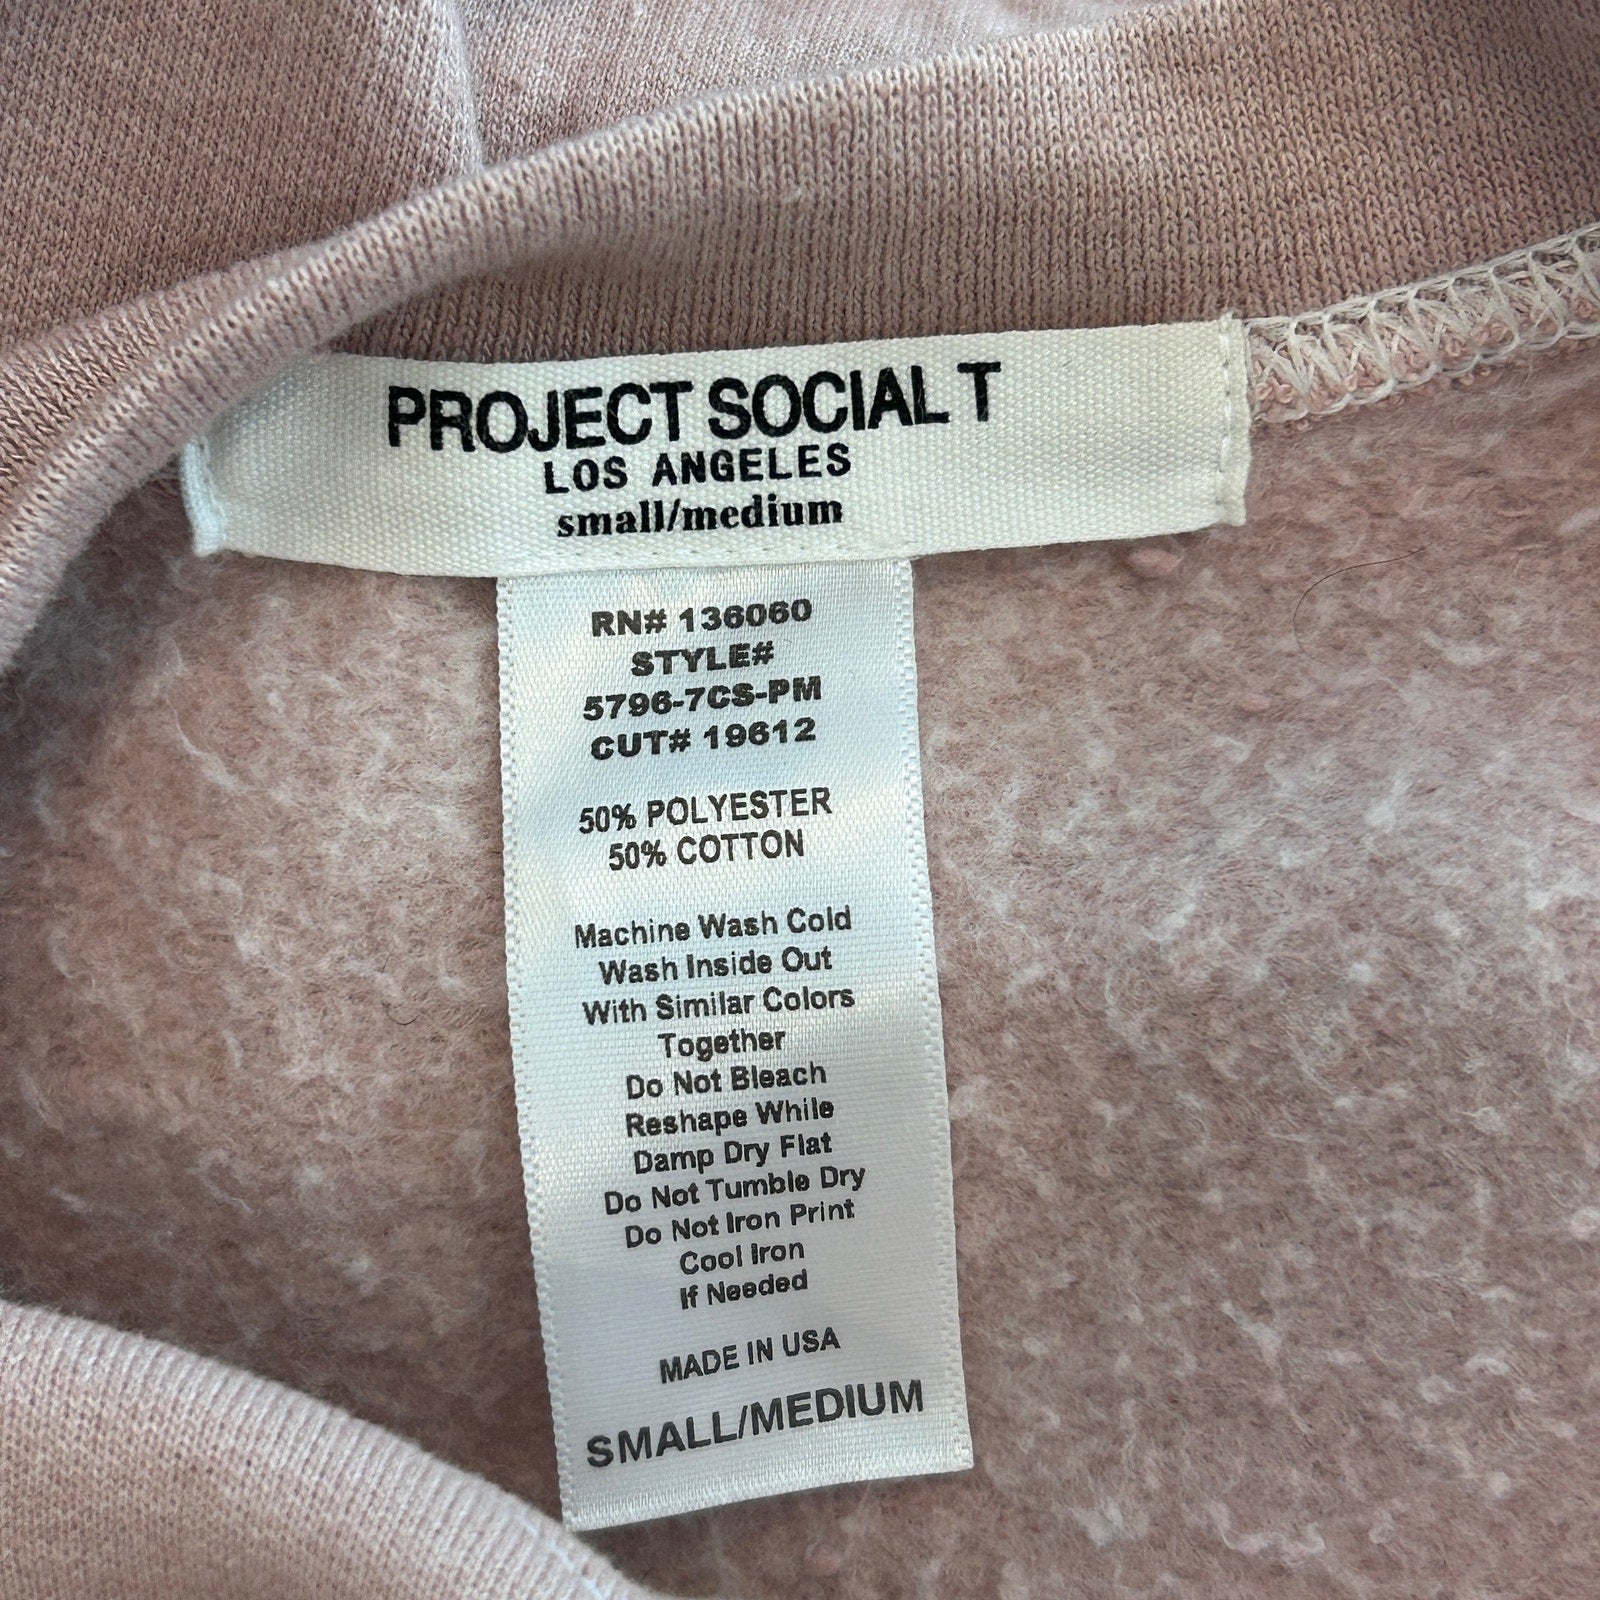 PROJECT SOCIAL T
LOS ANGELES
small/medium
RN# 136060
STYLE#
5796-7CS-PM
CUT# 19612
50% POLYESTER
50% COTTON
Machine Wash Cold
Wash Inside Out
With Similar Colors
Together
Do Not Bleach
Reshape While
Damp Dry Flat
Do Not Tumble Dry
Do Not Iron Print
Cool Iron
If Needed
MADE IN USA
SMALL/MEDIUM